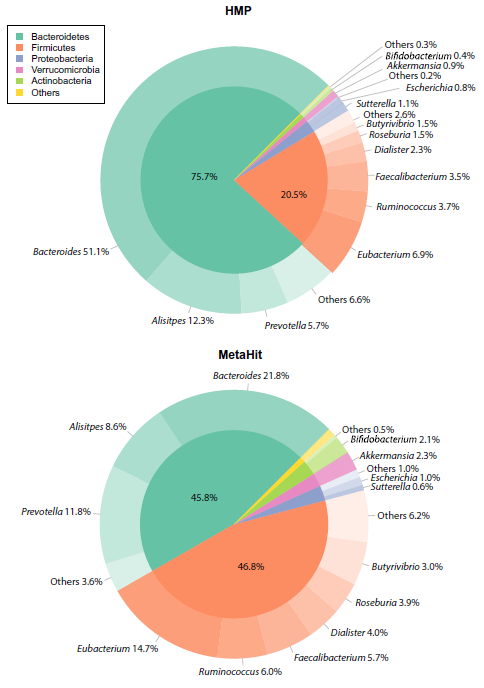 HMP
Bacteroidetes
Firmicutes
Proteobacteria
Verrucomicrobia
Actinobacteria
Others
Others 0.3%
Bifidobacterium 0.4%
Akkermansia 0.9%
Others 0.2%
Escherichia 0.8%
Sutterella 1.1%
Others 2.6%
Butyrivibrio 1.5%
Roseburia 1.5%
Dialister 2.3%
Faecalibacterium 3.5%
Ruminococcus 3.7%
Eubacterium 6.9%
Others 6.6%
Prevotella 5.7%
Alisitpes 12.3%
Bacteroides 51.1%
75.7%
20.5%
MetaHit
Bacteroides 21.8%
Alisitpes 8.6%
Prevotella 11.8%
Others 3.6%
Eubacterium 14.7%
Ruminococcus 6.0%
Faecalibacterium 5.7%
Dialister 4.0%
Roseburia 3.9%
Butyrivibrio 3.0%
Others 6.2%
Sutterella 0.6%
Escherichia 1.0%
Others 1.0%
Akkermansia 2.3%
Bifidobacterium 2.1%
Others 0.5%
45.8%
46.8%